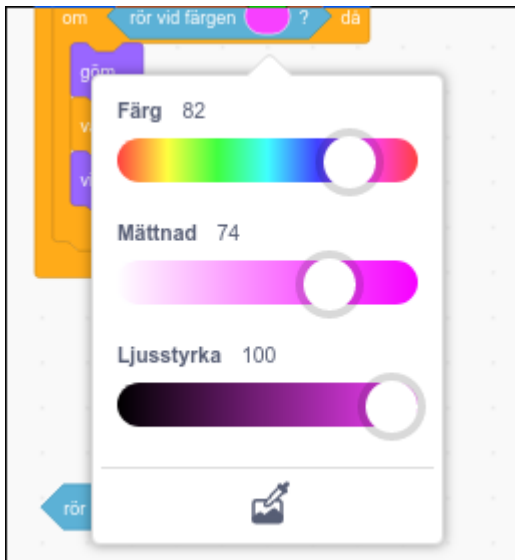 om rör vid färgen ? då
göm
Färg 82
Mättnad 74
Ljusstyrka 100
rör